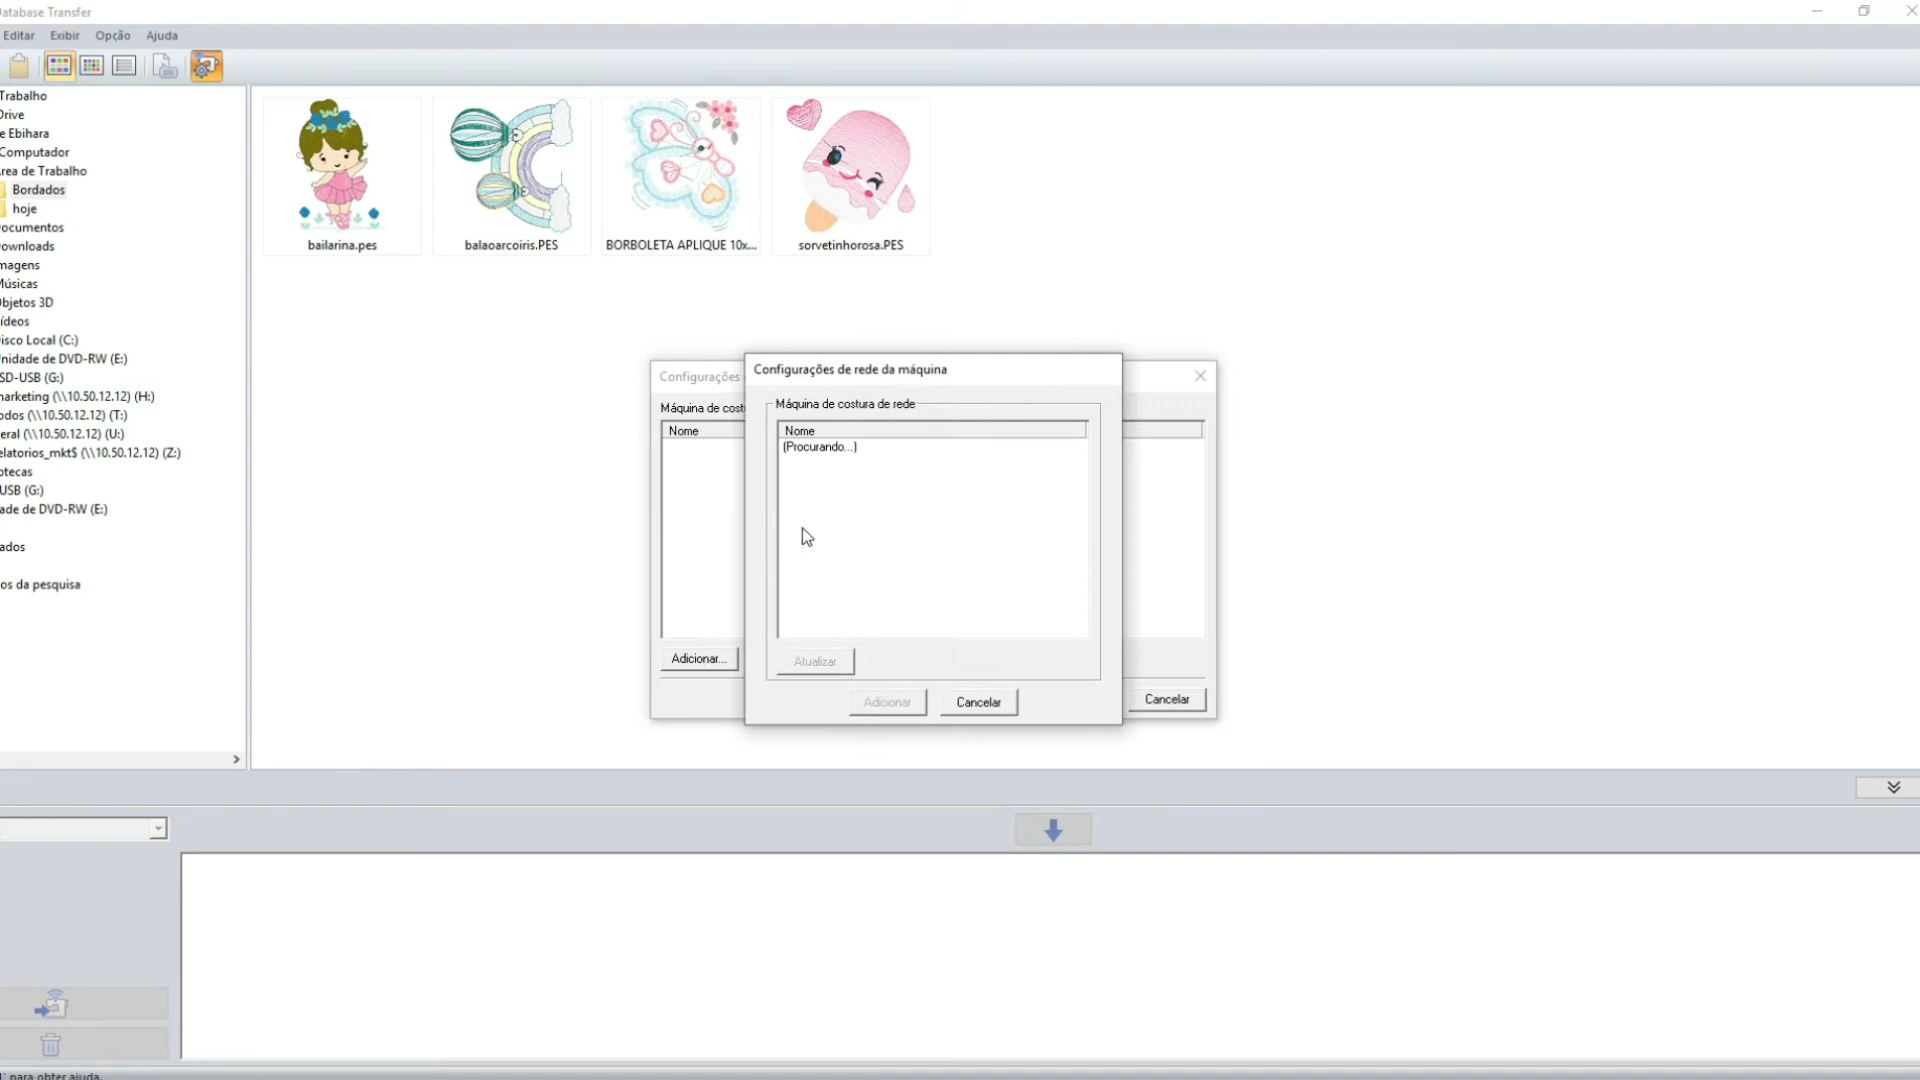 Database Transfer
Editar Exibir Opção Ajuda
Trabalho
Drive
e Ebihara
Computador
rea de Trabalho
Bordados
hoje
ocumentos
ownloads
magens
Músicas
Objetos 3D
ídeos
isco Local (C:)
nidade de DVD-RW (E:)
SD-USB (G:)
marketing (\\10.50.12.12) (H:)
odos (\\10.50.12.12) (T:)
eral (\\10.50.12.12) (U:)
elatorios_mkt$ (\\10.50.12.12) (Z:)
otecas
USB (G:)
ade de DVD-RW (E:)
ados
os da pesquisa
bailarina.pes
balaoarcoiris.PES
BORBOLETA APLIQUE 10x...
sorvetinhorosa.PES
Configurações
Máquina de cost
Nome
Adicionar...
Cancelar
Configurações de rede da máquina
Máquina de costura de rede
Nome
(Procurando...)
Atualizar
Adicionar
Cancelar
para obter ajuda.